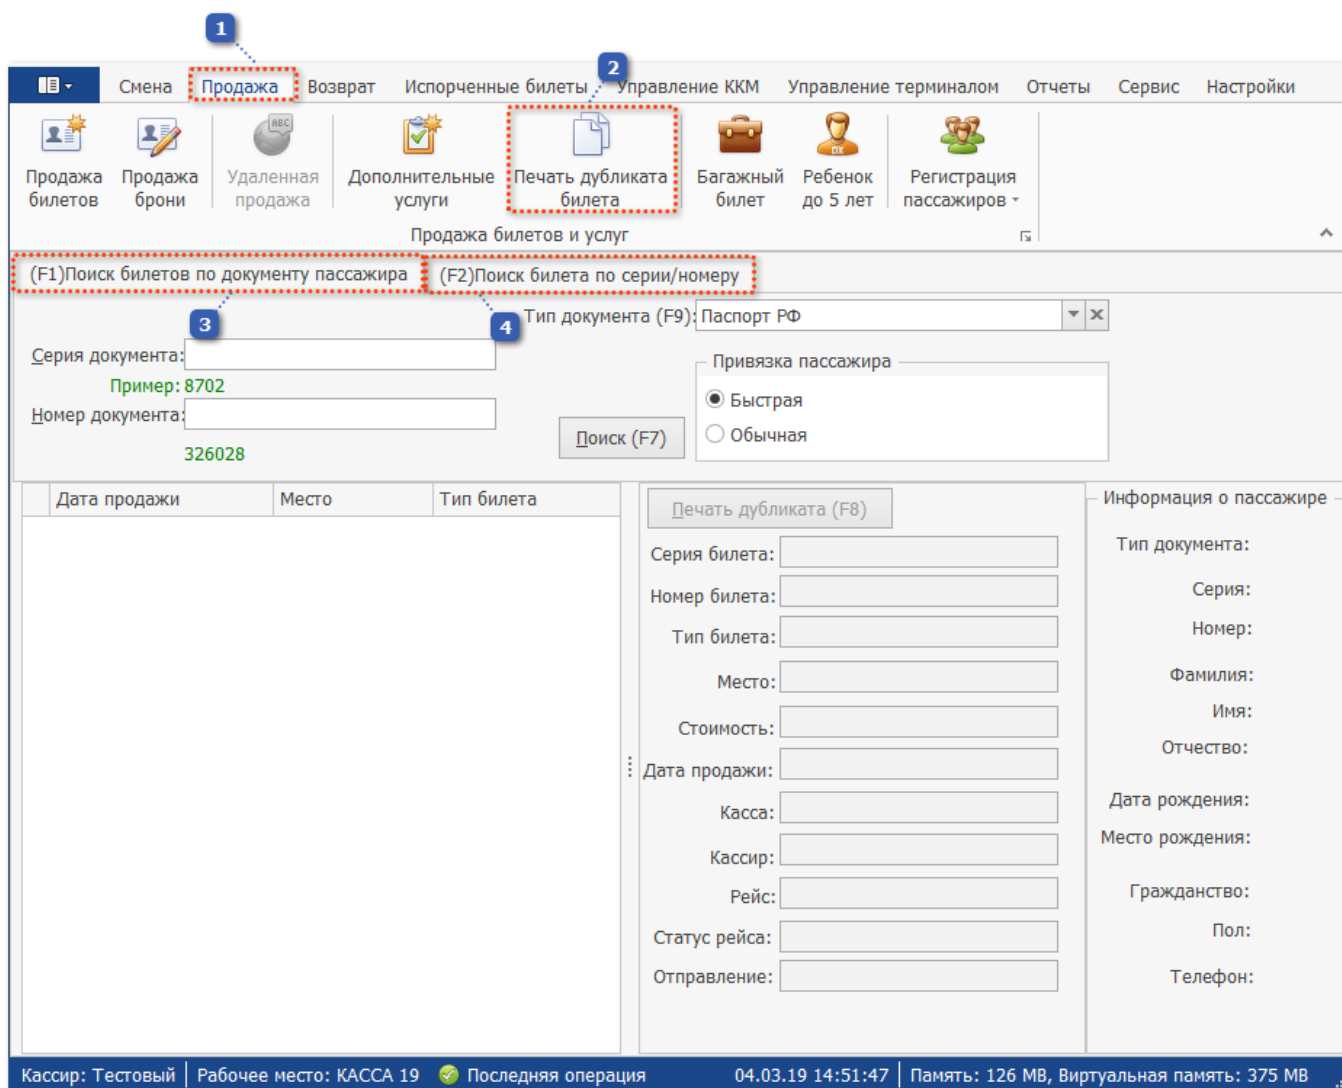 1
2
Смена Продажа Возврат Испорченные билеты Управление ККМ Управление терминалом Отчеты Сервис Настройки
ABC
Продажа билетов
Продажа брони
Удаленная продажа
Дополнительные услуги
Печать дубликата билета
Багажный билет
Ребенок до 5 лет
Регистрация пассажиров
Продажа билетов и услуг
(F1)Поиск билетов по документу пассажира
(F2)Поиск билета по серии/номеру
3
4
Тип документа (F9): Паспорт РФ
Серия документа:
Пример: 8702
Номер документа:
326028
Поиск (F7)
Привязка пассажира
Быстрая
Обычная
Дата продажи Место Тип билета
Печать дубликата (F8)
Серия билета:
Номер билета:
Тип билета:
Место:
Стоимость:
Дата продажи:
Касса:
Кассир:
Рейс:
Статус рейса:
Отправление:
Информация о пассажире
Тип документа:
Серия:
Номер:
Фамилия:
Имя:
Отчество:
Дата рождения:
Место рождения:
Гражданство:
Пол:
Телефон:
Кассир: Тестовый Рабочее место: КАССА 19 Последняя операция 04.03.19 14:51:47 Память: 126 MB, Виртуальная память: 375 MB